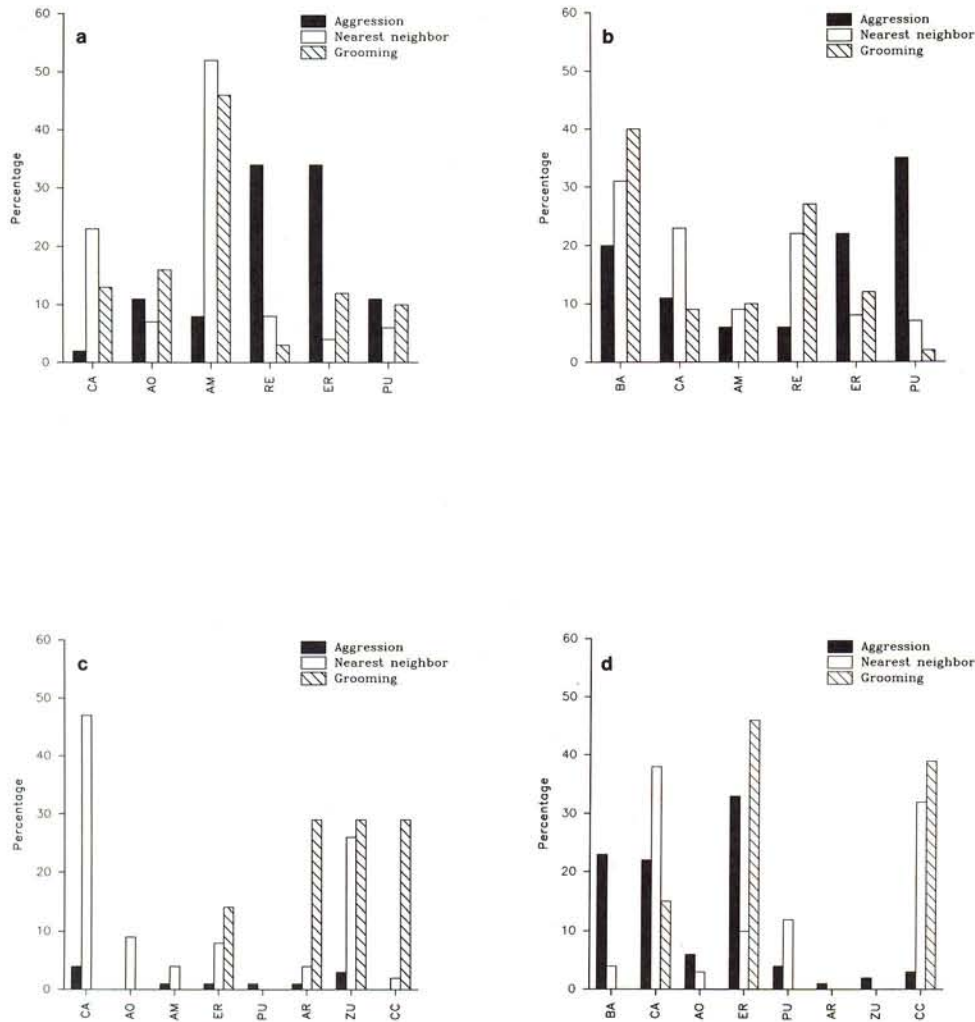 a
60
50
40
30
20
10
0
Percentage
Aggression
Nearest neighbor
Grooming
CA AO AM RE ER PU
b
60
50
40
30
20
10
0
Percentage
Aggression
Nearest neighbor
Grooming
BA CA AM RE ER PU
c
60
50
40
30
20
10
0
Percentage
Aggression
Nearest neighbor
Grooming
CA AO AM ER PU AR ZU CC
d
60
50
40
30
20
10
0
Percentage
Aggression
Nearest neighbor
Grooming
BA CA AO ER PU AR ZU CC